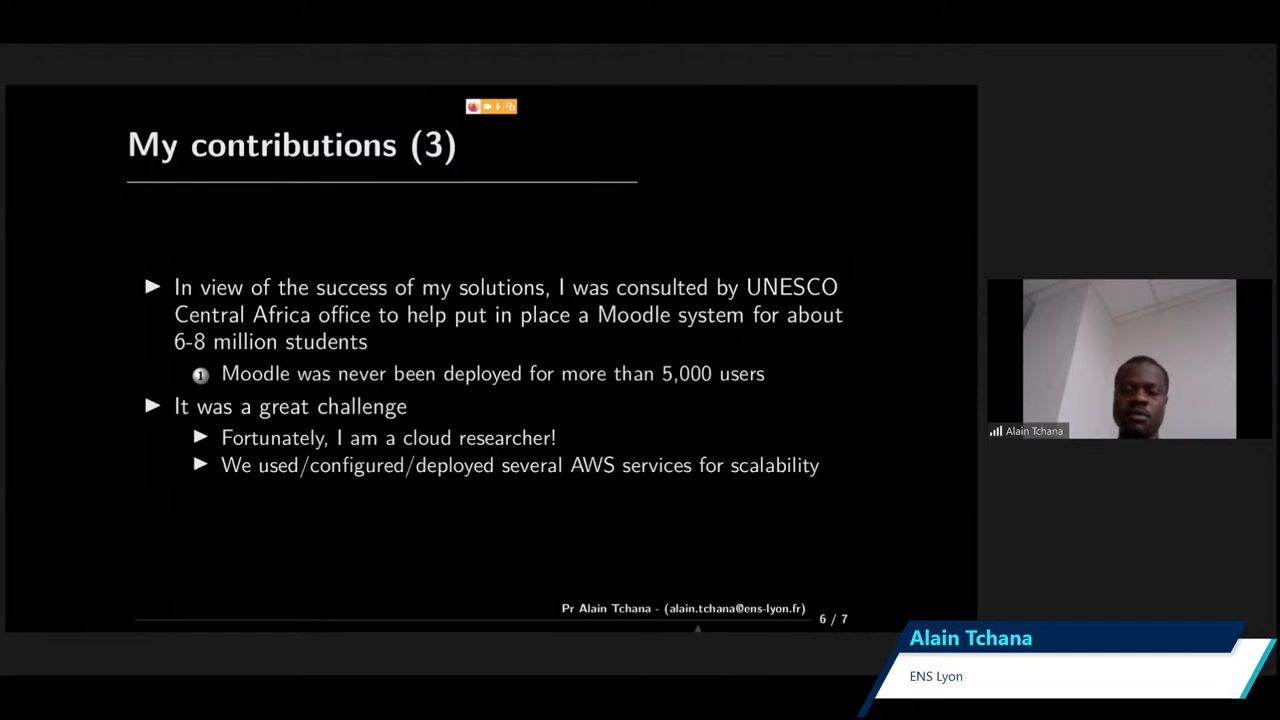 My contributions (3)
▶ In view of the success of my solutions, I was consulted by UNESCO
Central Africa office to help put in place a Moodle system for about
6-8 million students
1 Moodle was never been deployed for more than 5,000 users
▶ It was a great challenge
▶ Fortunately, I am a cloud researcher!
▶ We used/configured/deployed several AWS services for scalability
Pr Alain Tchana - (alain.tchana@ens-lyon.fr)
6 / 7
Alain Tchana
Alain Tchana
ENS Lyon